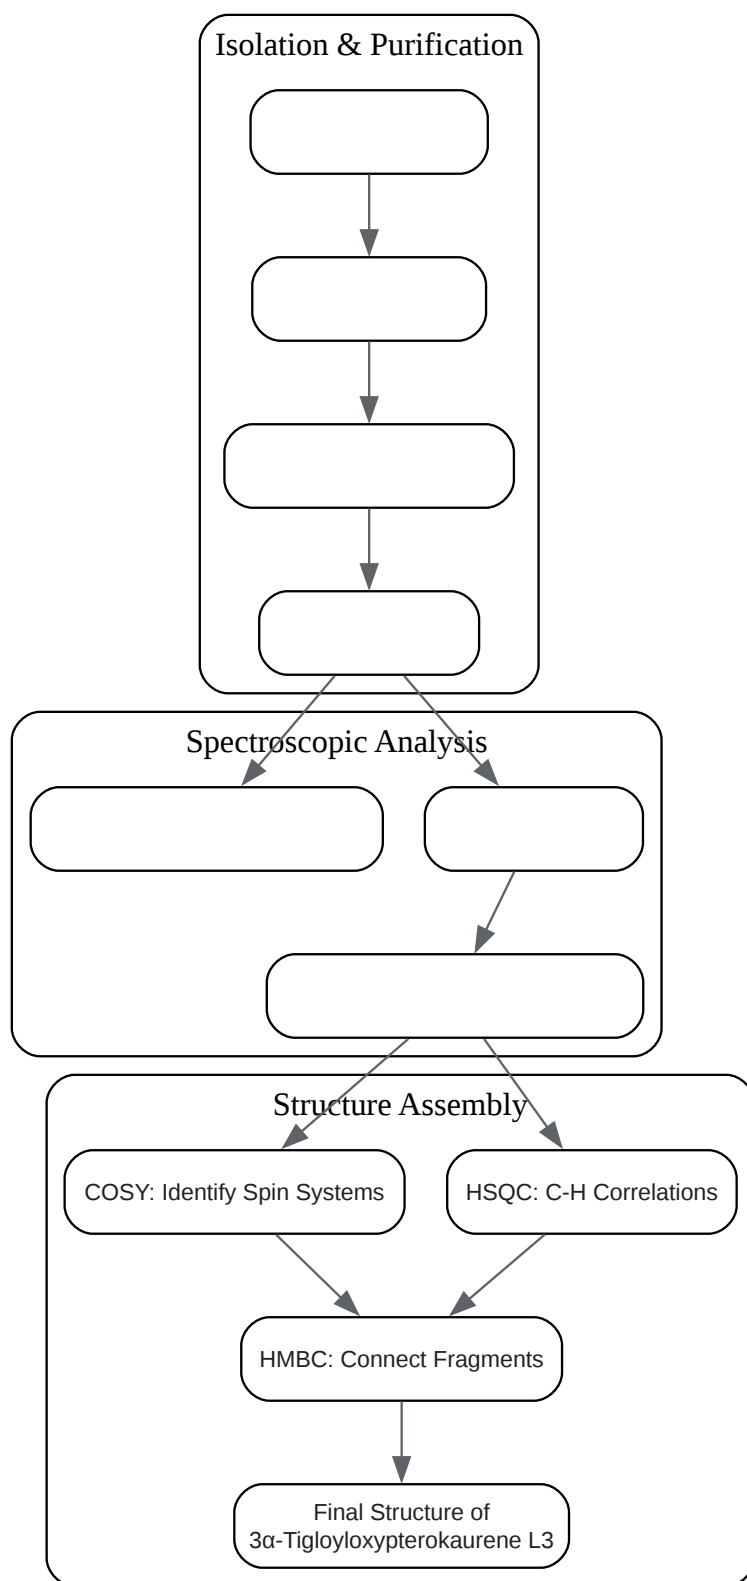 Isolation & Purification
Spectroscopic Analysis
Structure Assembly
COSY: Identify Spin Systems
HSQC: C-H Correlations
HMBC: Connect Fragments
Final Structure of
3α-Tigloyloxypterokaurene L3